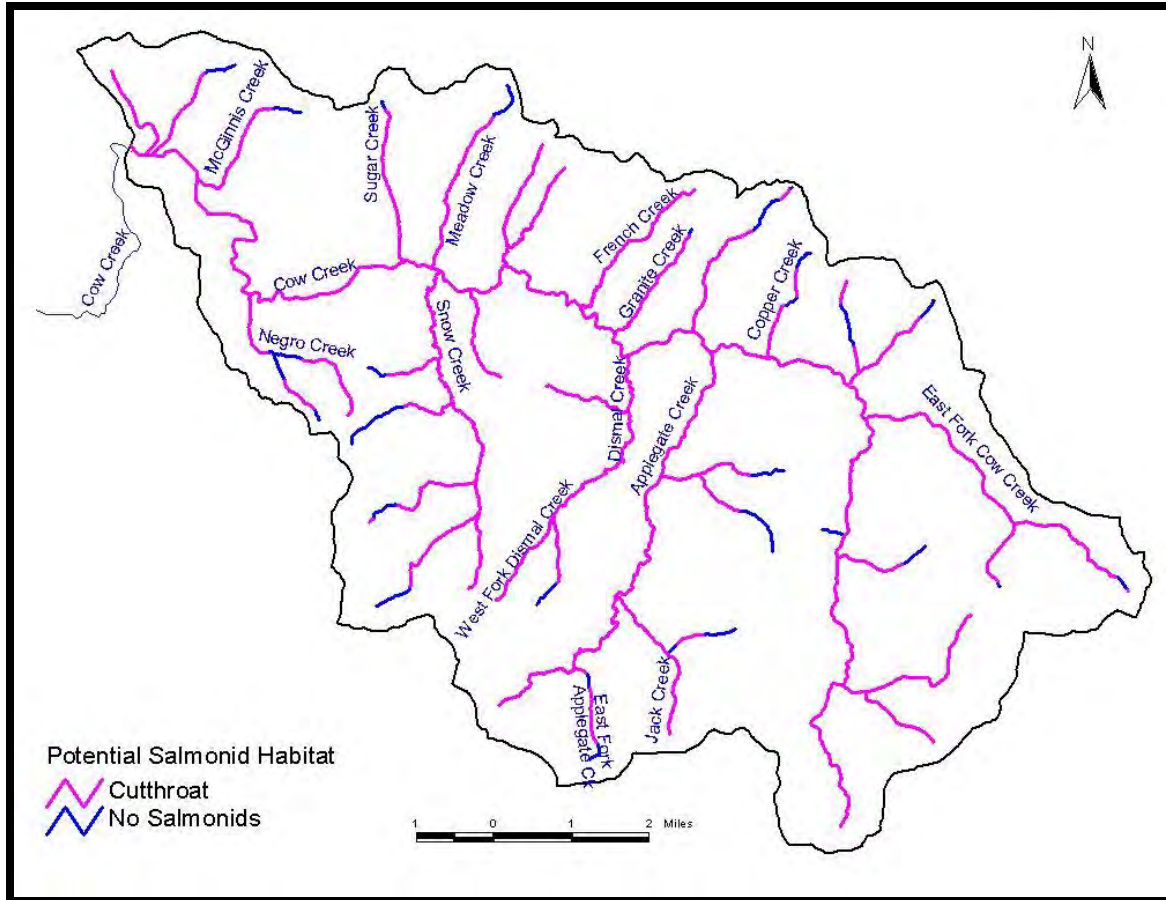 N
McGinnis Creek
Sugar Creek
Meadow Creek
French Creek
Granite Creek
Copper Creek
Cow Creek
Cow Creek
Snow Creek
Negro Creek
Dismal Creek
Applegate Creek
East Fork Cow Creek
West Fork Dismal Creek
Jack Creek
East Fork
Applegate Ck
Potential Salmonid Habitat
Cutthroat
No Salmonids
1 0 1 2 Miles